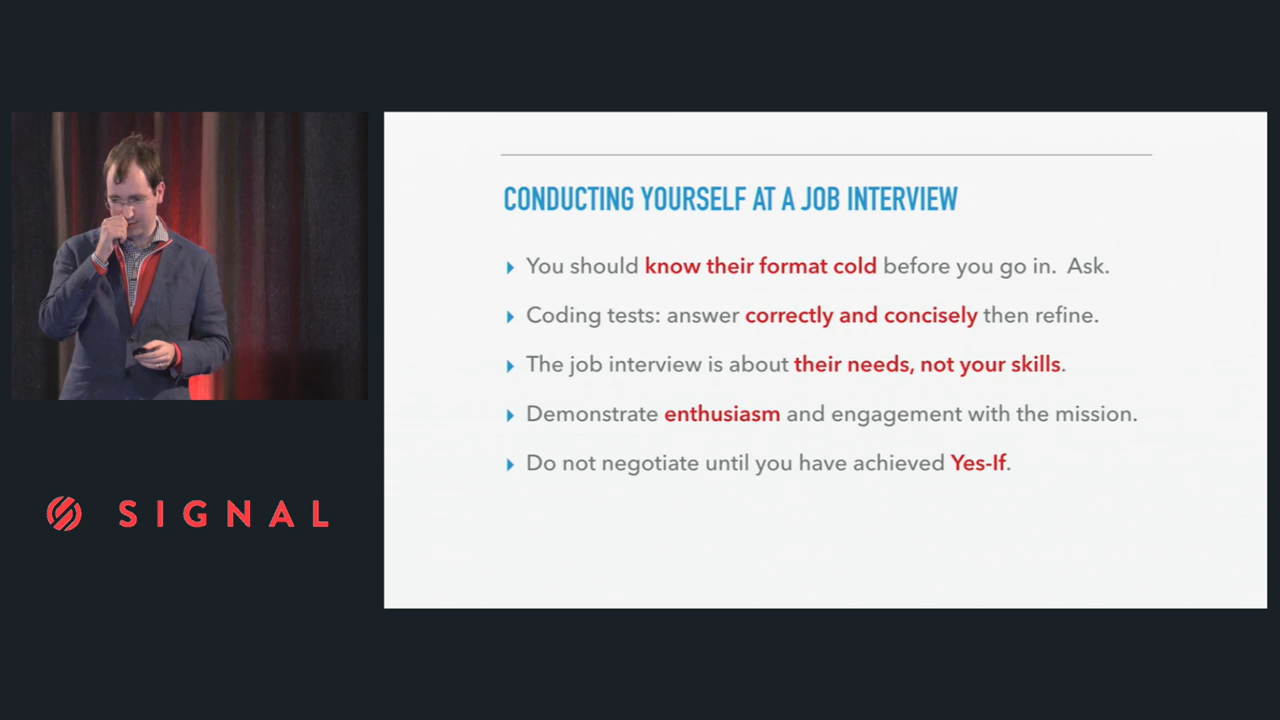 CONDUCTING YOURSELF AT A JOB INTERVIEW
You should know their format cold before you go in. Ask.
Coding tests: answer correctly and concisely then refine.
The job interview is about their needs, not your skills.
Demonstrate enthusiasm and engagement with the mission.
Do not negotiate until you have achieved Yes-If.
SIGNAL